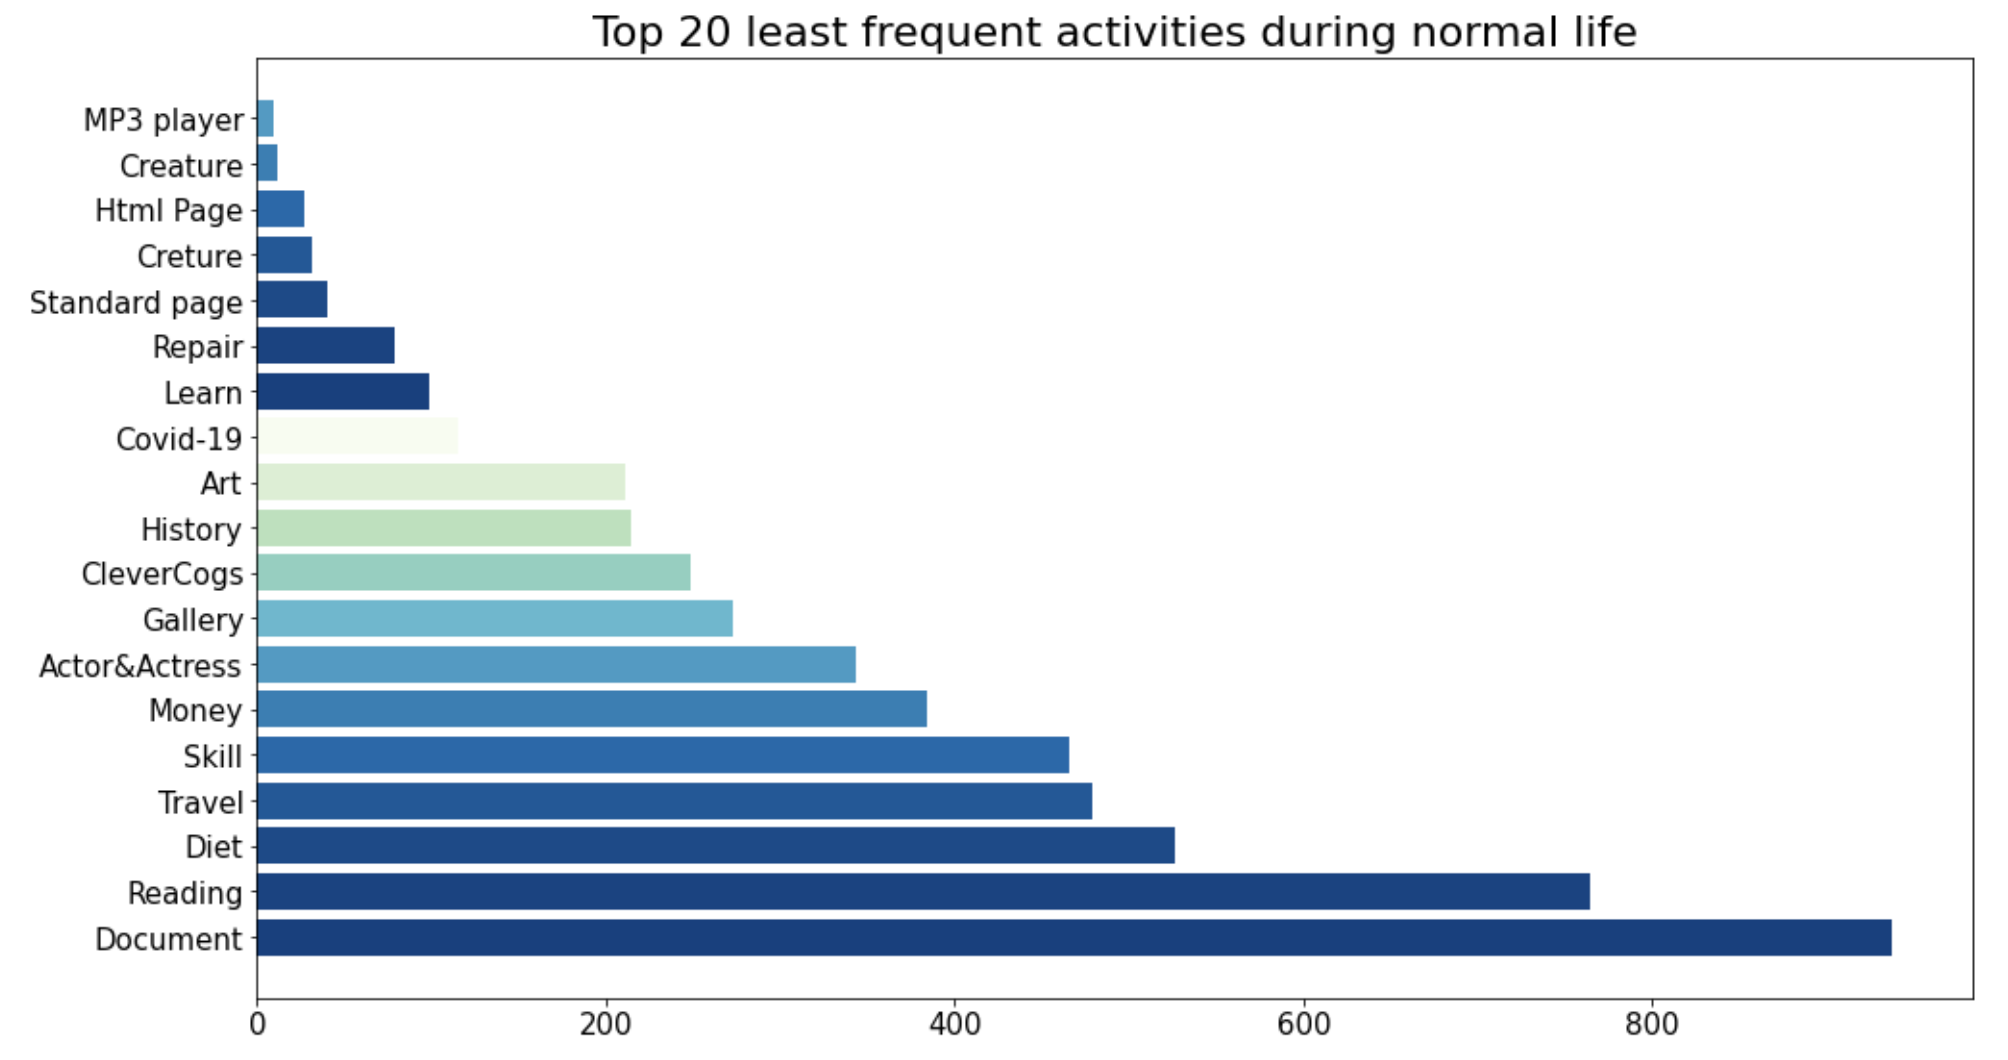 Top 20 least frequent activities during normal life
MP3 player
Creature
Html Page
Creture
Standard page
Repair
Learn
Covid-19
Art
History
CleverCogs
Gallery
Actor&Actress
Money
Skill
Travel
Diet
Reading
Document
0 200 400 600 800